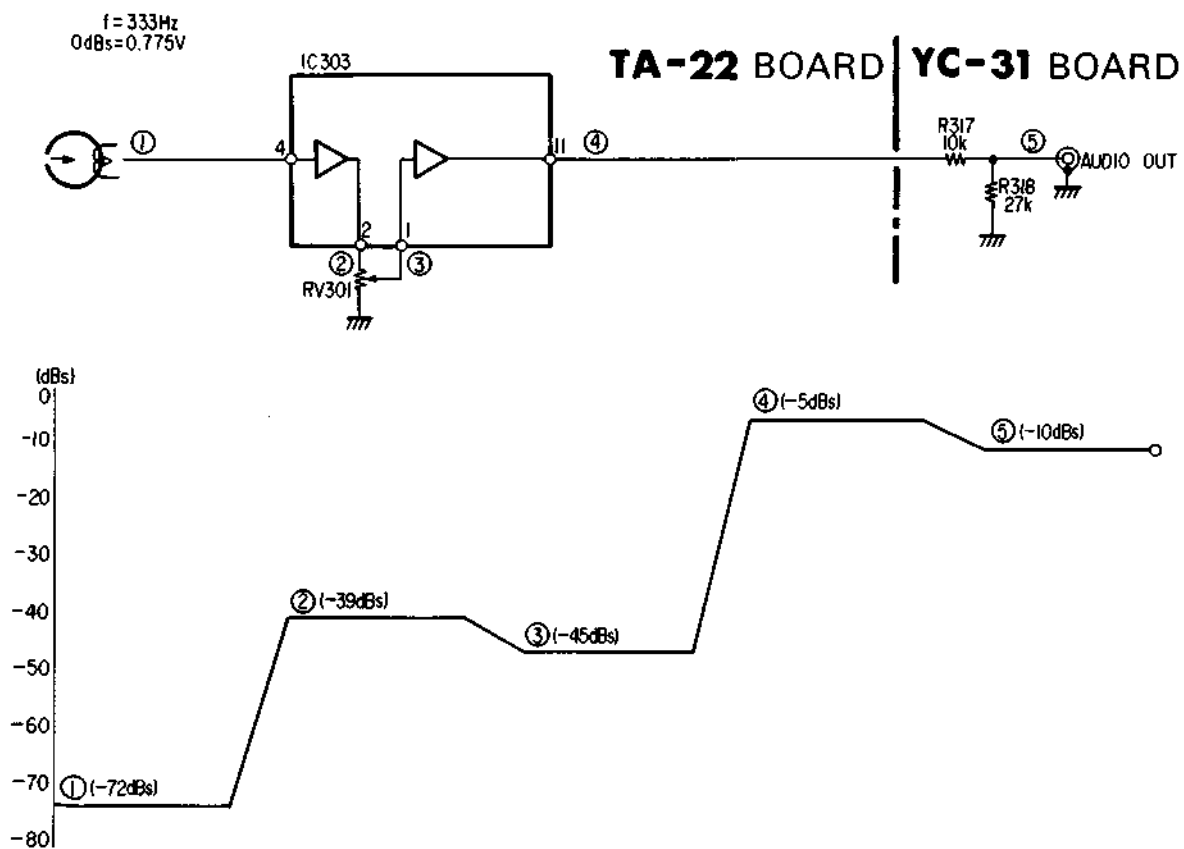 f=333Hz
0dBs=0.775V
IC303
TA-22 BOARD
YC-31 BOARD
① 4 11 ④
R317
10k
⑤
AUDIO OUT
R318
27k
2 1
② ③
RV301
(dBs)
0
-10
-20
-30
-40
-50
-60
-70
-80
④(-5dBs)
⑤(-10dBs)
②(-39dBs)
③(-45dBs)
①(-72dBs)